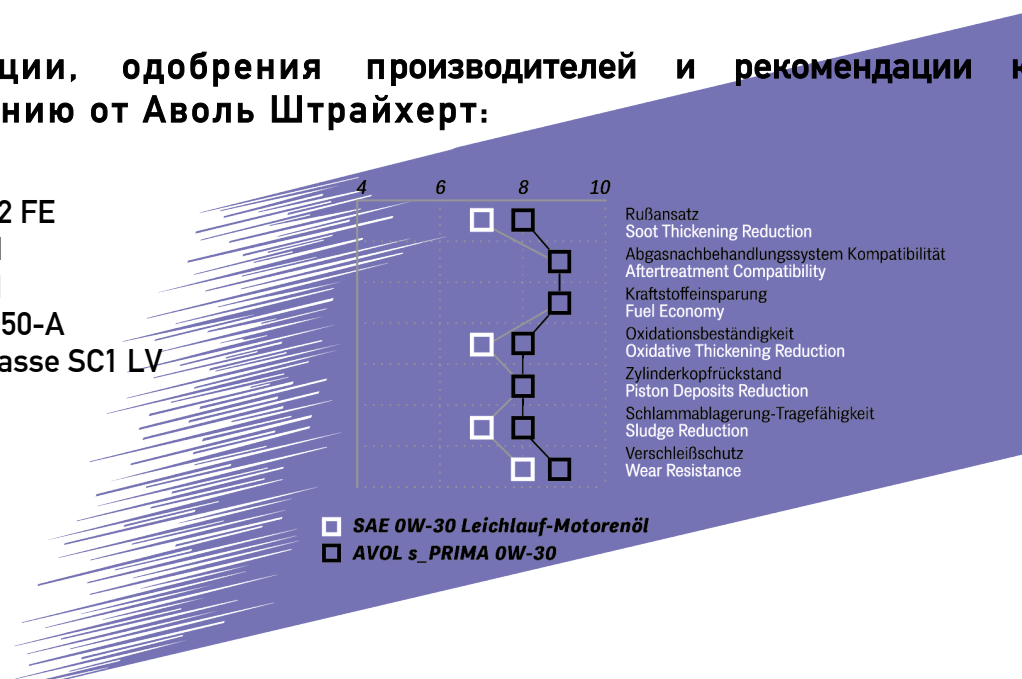 ции, одобрения производителей и рекомендации к
нию от Аволь Штрайхерт:
2 FE
50-A
asse SC1 LV
4 6 8 10
Rußansatz
Soot Thickening Reduction
Abgasnachbehandlungssystem Kompatibilität
Aftertreatment Compatibility
Kraftstoffeinsparung
Fuel Economy
Oxidationsbeständigkeit
Oxidative Thickening Reduction
Zylinderkopfrückstand
Piston Deposits Reduction
Schlammablagerung-Tragefähigkeit
Sludge Reduction
Verschleißschutz
Wear Resistance
SAE 0W-30 Leichlauf-Motorenöl
AVOL s_PRIMA 0W-30